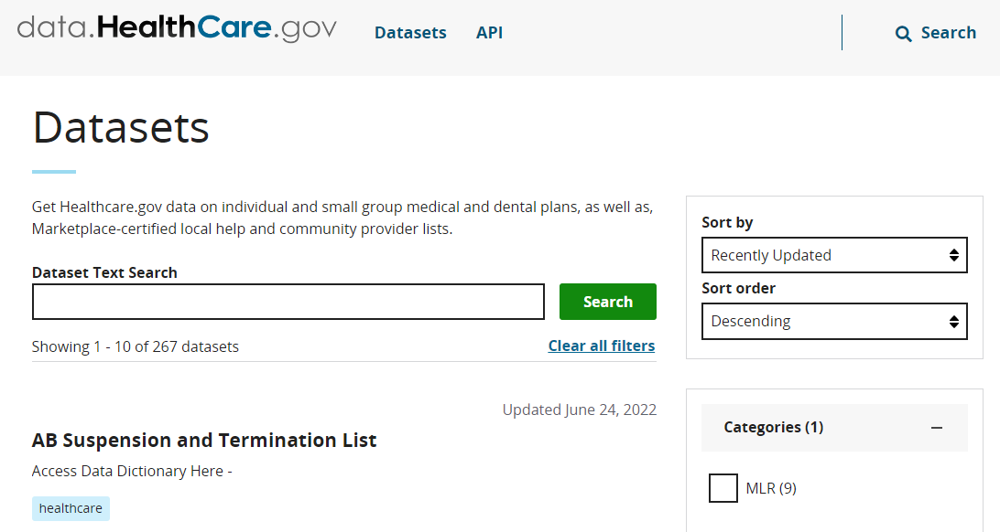 data.HealthCare.gov
Datasets
API
Search
Datasets
Get Healthcare.gov data on individual and small group medical and dental plans, as well as,
Marketplace-certified local help and community provider lists.
Dataset Text Search
Search
Showing 1 - 10 of 267 datasets
Clear all filters
Updated June 24, 2022
AB Suspension and Termination List
Access Data Dictionary Here -
healthcare
Sort by
Recently Updated
Sort order
Descending
Categories (1)
MLR (9)